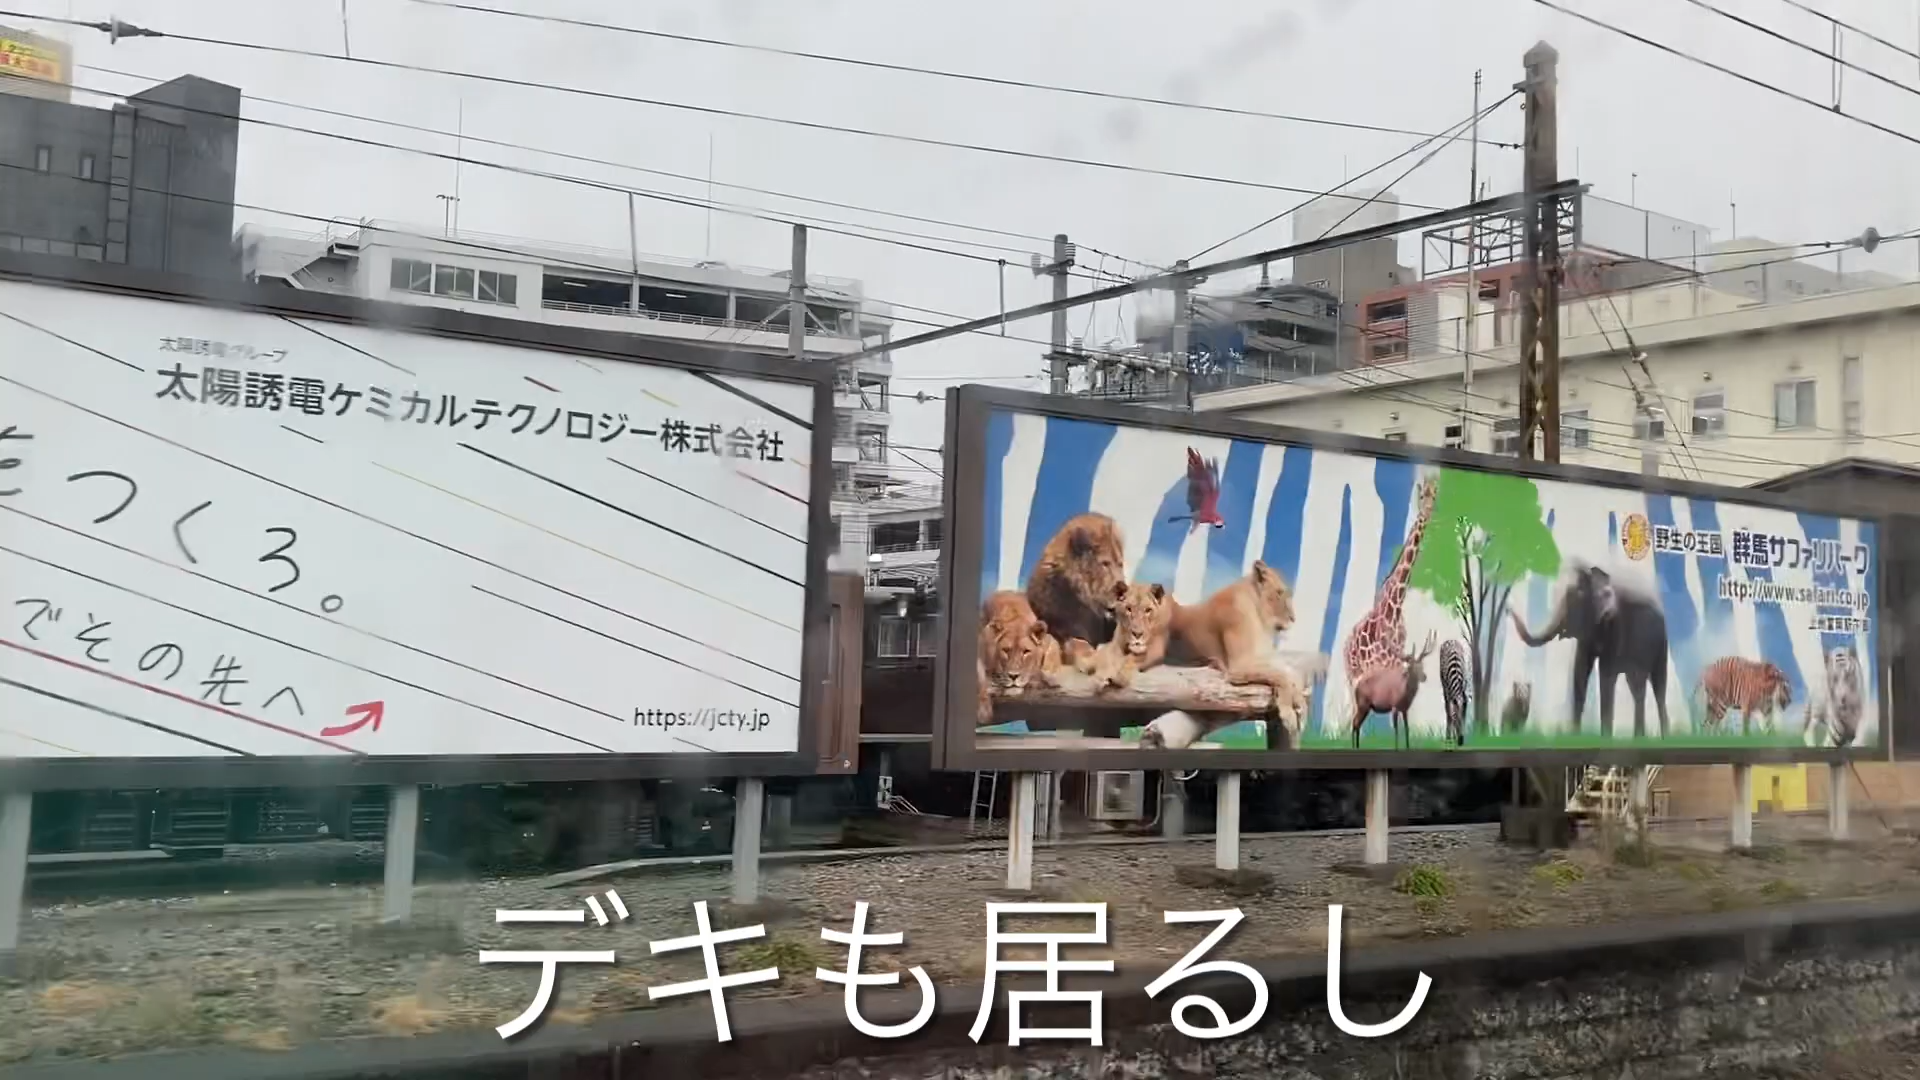 太陽誘電グループ
太陽誘電ケミカルテクノロジー株式会社
をつくろ。
でその先へ
https://jcty.jp
野生の王国 群馬サファリパーク
http://www.safari.co.jp
デキも居るし